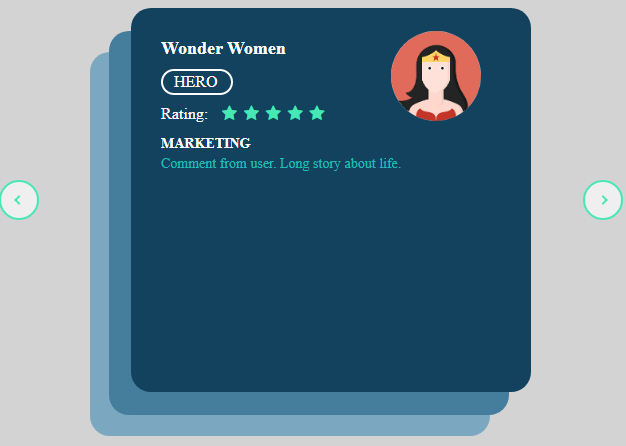 Wonder Women
HERO
Rating:
MARKETING
Comment from user. Long story about life.